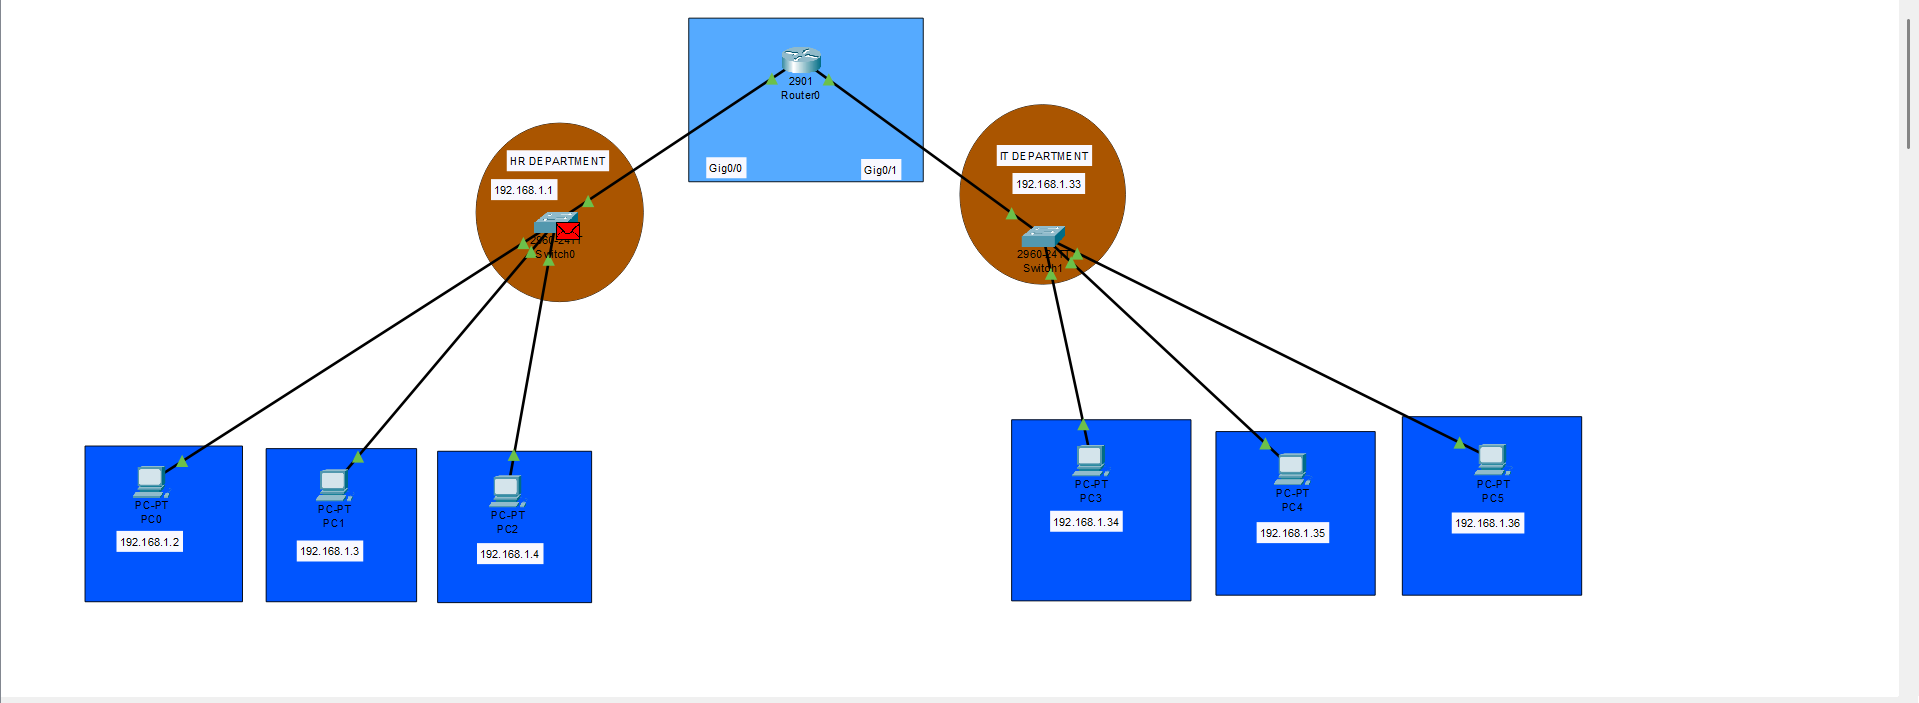 2901
Router0
Gig0/0
Gig0/1
HR DEPARTMENT
192.168.1.1
2960-24TT
Switch0
IT DEPARTMENT
192.168.1.33
2960-24TT
Switch1
PC-PT
PC0
192.168.1.2
PC-PT
PC1
192.168.1.3
PC-PT
PC2
192.168.1.4
PC-PT
PC3
192.168.1.34
PC-PT
PC4
192.168.1.35
PC-PT
PC5
192.168.1.36